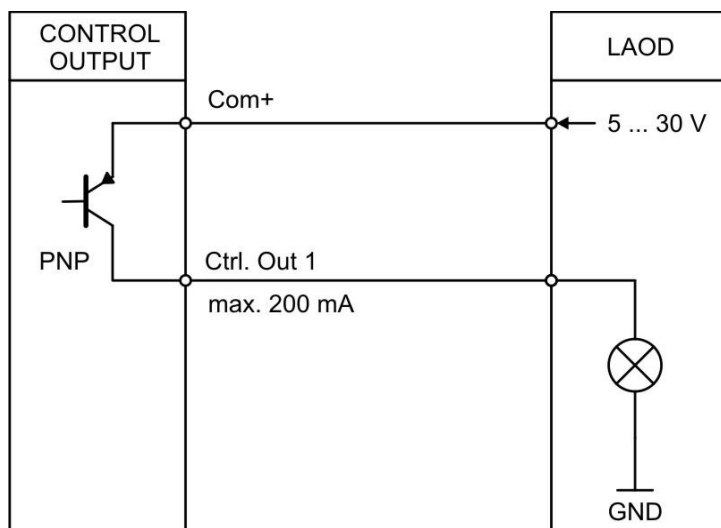 CONTROL
OUTPUT
LAOD
Com+
5 ... 30 V
PNP
Ctrl. Out 1
max. 200 mA
GND